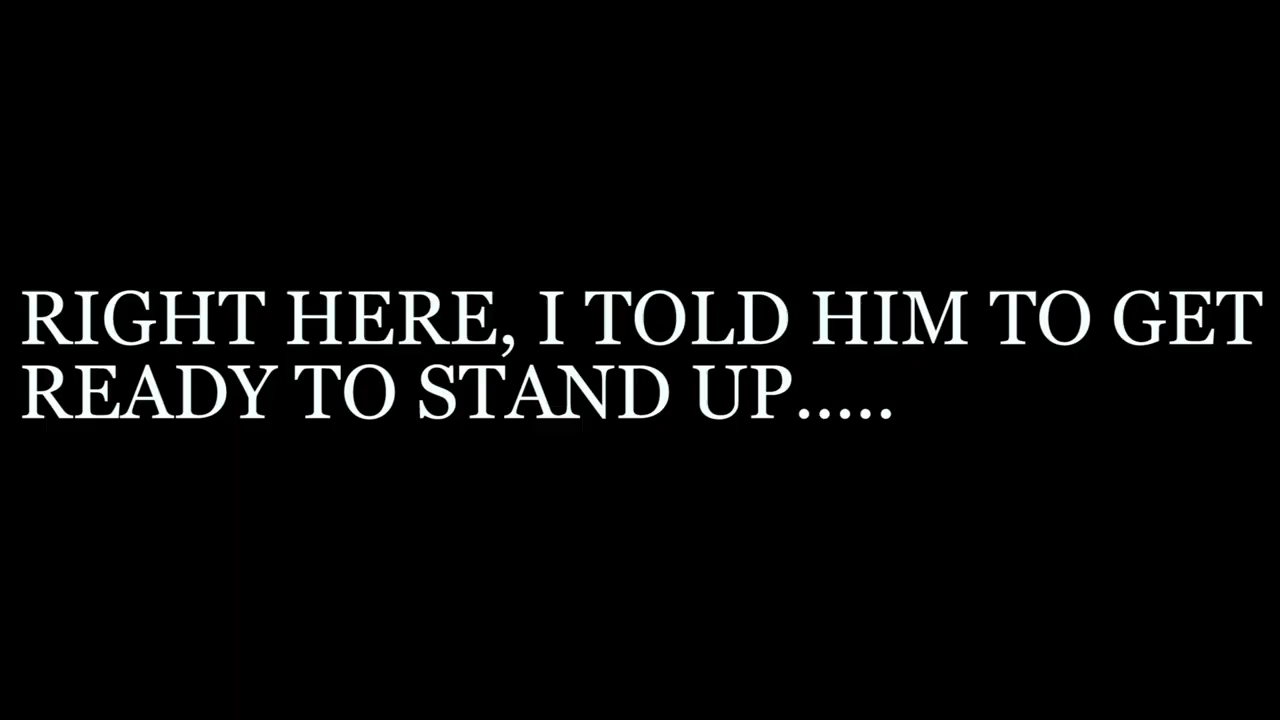 RIGHT HERE, I TOLD HIM TO GET
READY TO STAND UP.....